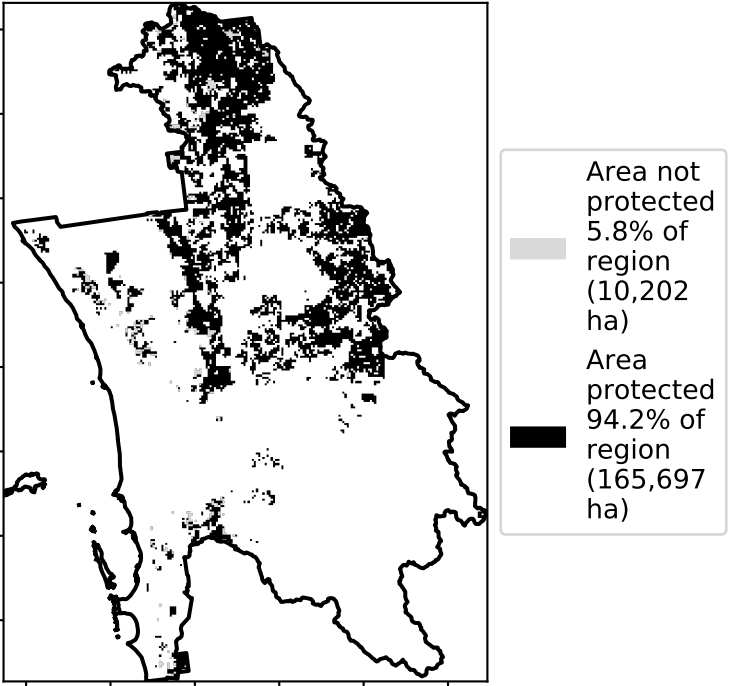 Area not
protected
5.8% of
region
(10,202
ha)
Area
protected
94.2% of
region
(165,697
ha)